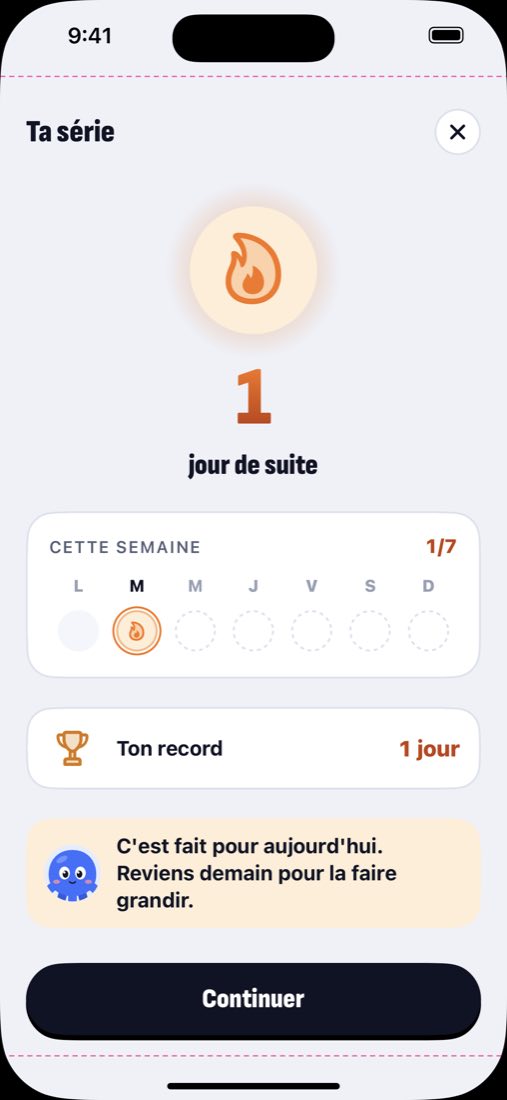 9:41
Ta série
1
jour de suite
CETTE SEMAINE 1/7
L M M J V S D
Ton record 1 jour
C'est fait pour aujourd'hui.
Reviens demain pour la faire
grandir.
Continuer